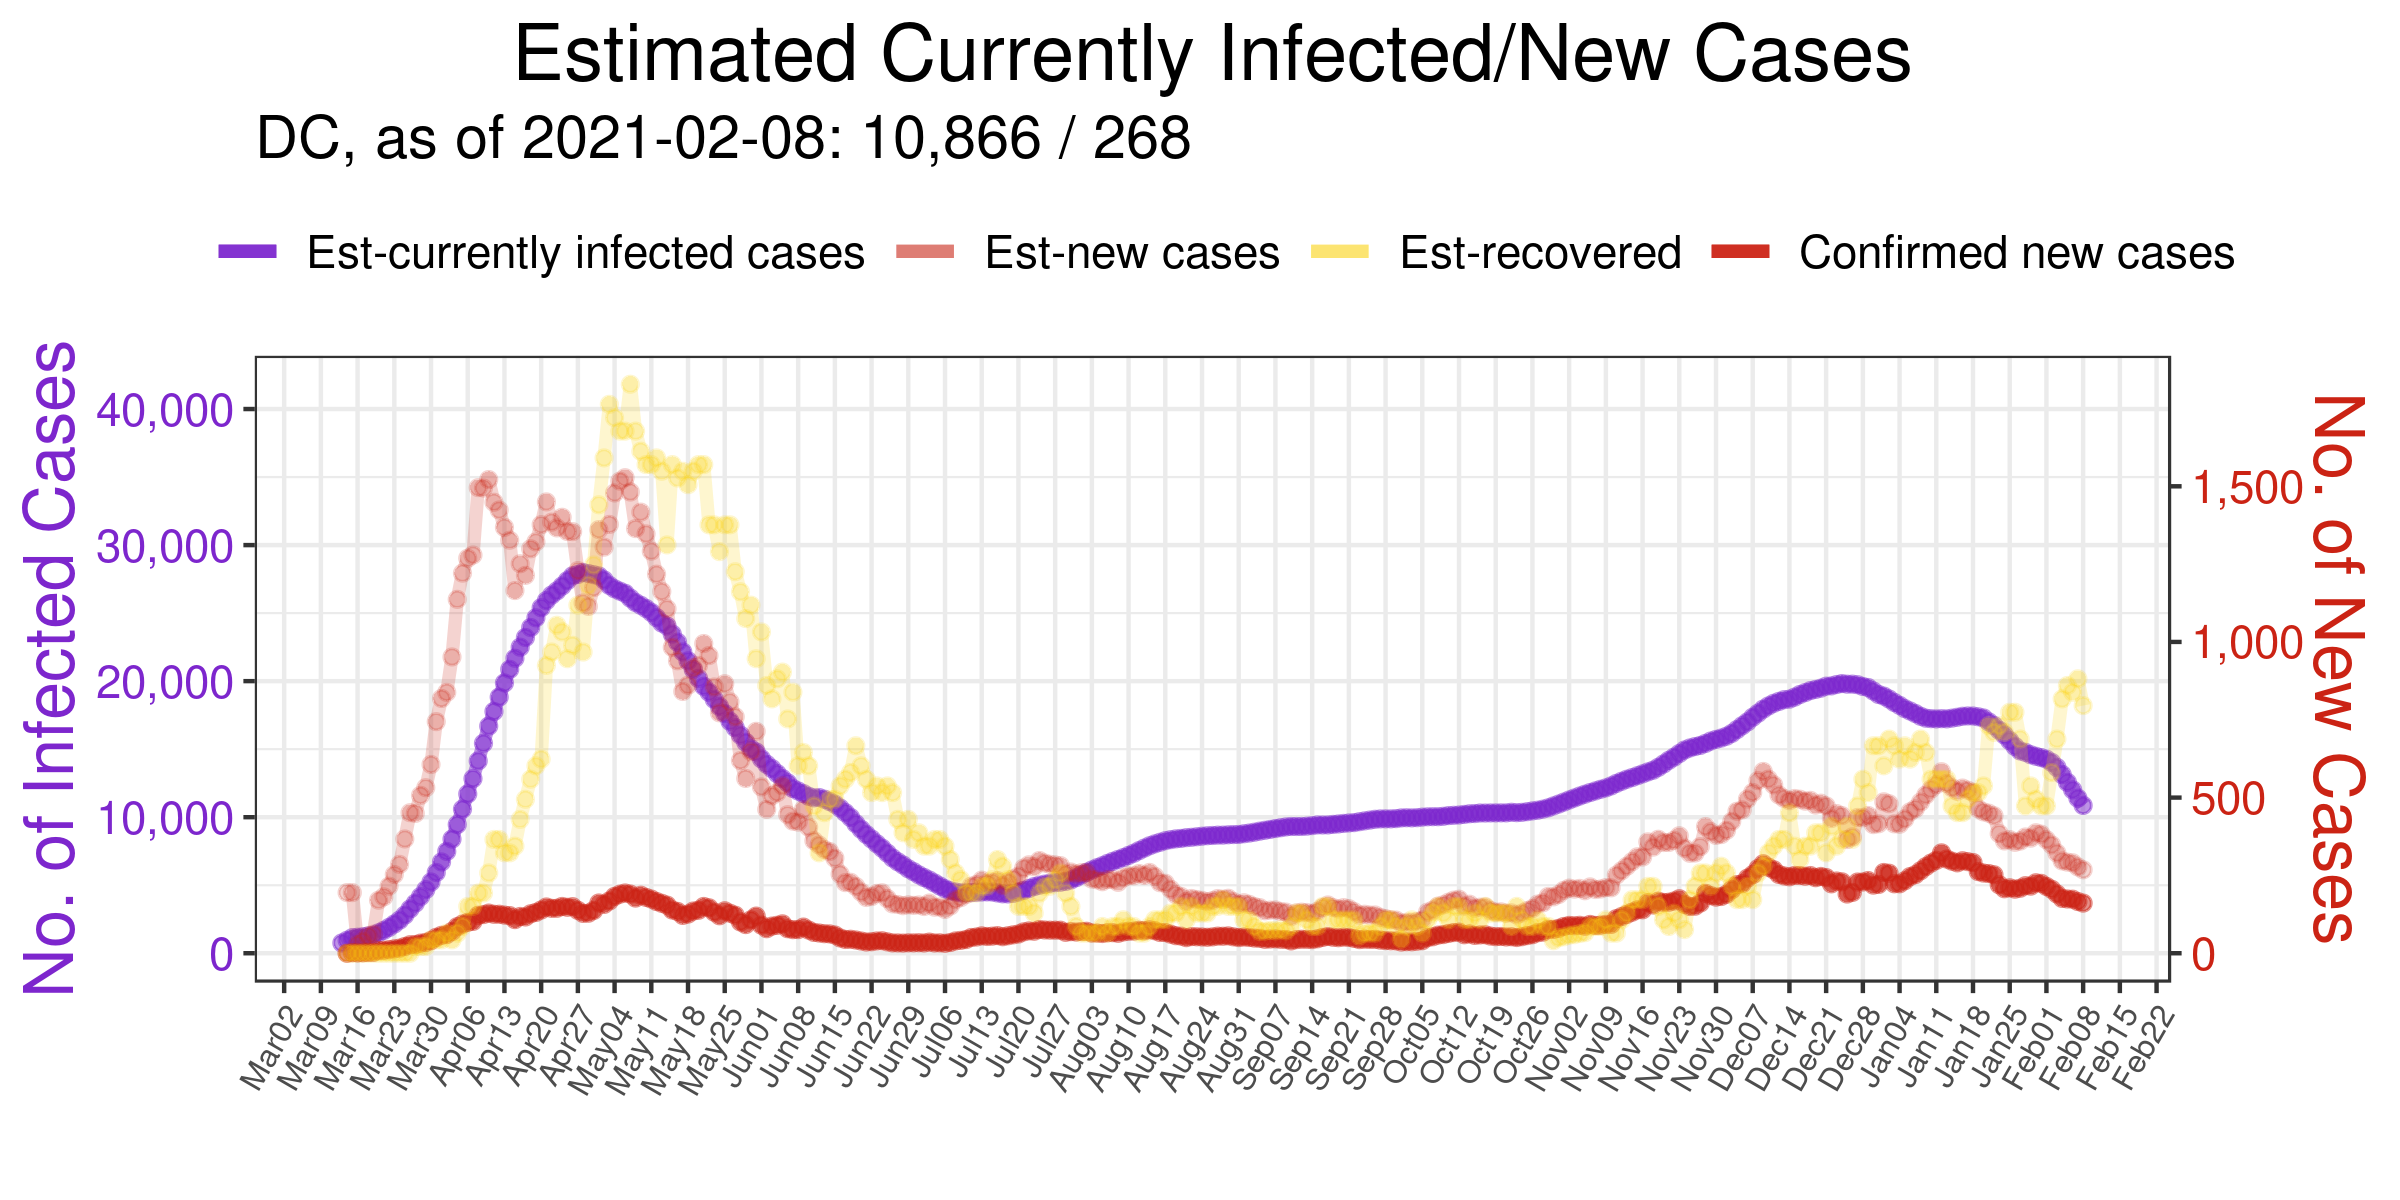 Estimated Currently Infected/New Cases
DC, as of 2021-02-08: 10,866 / 268
Est-currently infected cases Est-new cases Est-recovered Confirmed new cases
No. of Infected Cases
40,000
30,000
20,000
10,000
0
1,500
1,000
500
0
No. of New Cases
Mar02 Mar09 Mar16 Mar23 Mar30 Apr06 Apr13 Apr20 Apr27 May04 May11 May18 May25 Jun01 Jun08 Jun15 Jun22 Jun29 Jul06 Jul13 Jul20 Jul27 Aug03 Aug10 Aug17 Aug24 Aug31 Sep07 Sep14 Sep21 Sep28 Oct05 Oct12 Oct19 Oct26 Nov02 Nov09 Nov16 Nov23 Nov30 Dec07 Dec14 Dec21 Dec28 Jan04 Jan11 Jan18 Jan25 Feb01 Feb08 Feb15 Feb22